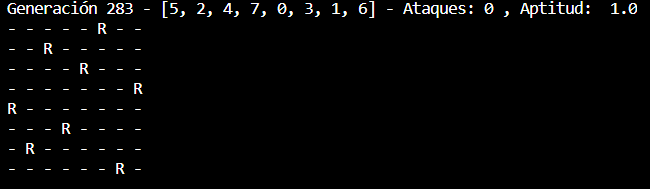 Generación 283 - [5, 2, 4, 7, 0, 3, 1, 6] - Ataques: 0 , Aptitud:  1.0
- - - - - R - -
- - R - - - - -
- - - - R - - -
- - - - - - - R
R - - - - - - -
- - - R - - - -
- R - - - - - -
- - - - - - R -